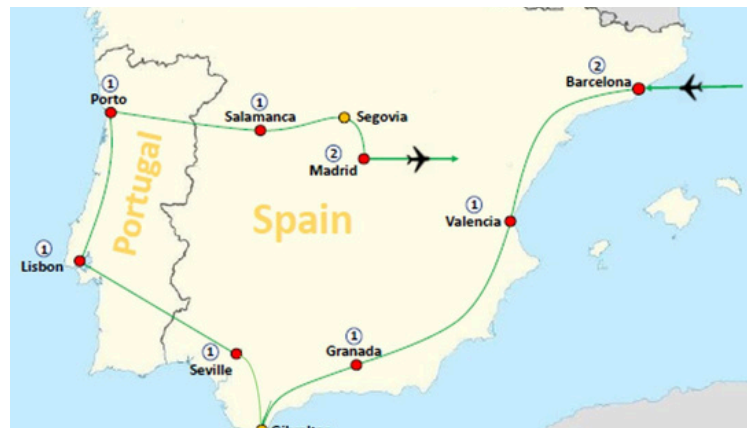 2
Barcelona
1
Porto
1
Salamanca
Segovia
2
Madrid
Portugal
Spain
1
Valencia
1
Lisbon
1
Granada
1
Seville